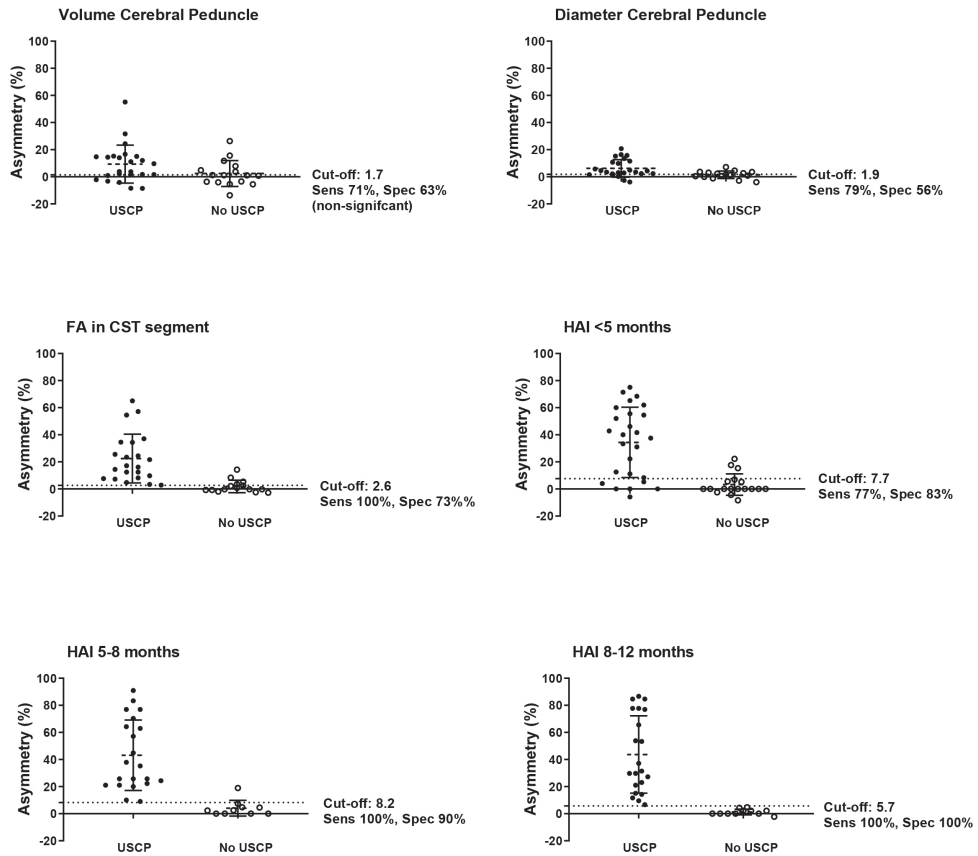 Volume Cerebral Peduncle
Asymmetry (%)
100
80
60
40
20
0
-20
USCP
No USCP
Cut-off: 1.7
Sens 71%, Spec 63%
(non-signifcant)
Diameter Cerebral Peduncle
Asymmetry (%)
100
80
60
40
20
0
-20
USCP
No USCP
Cut-off: 1.9
Sens 79%, Spec 56%
FA in CST segment
Asymmetry (%)
100
80
60
40
20
0
-20
USCP
No USCP
Cut-off: 2.6
Sens 100%, Spec 73%%
HAI <5 months
Asymmetry (%)
100
80
60
40
20
0
-20
USCP
No USCP
Cut-off: 7.7
Sens 77%, Spec 83%
HAI 5-8 months
Asymmetry (%)
100
80
60
40
20
0
-20
USCP
No USCP
Cut-off: 8.2
Sens 100%, Spec 90%
HAI 8-12 months
Asymmetry (%)
100
80
60
40
20
0
-20
USCP
No USCP
Cut-off: 5.7
Sens 100%, Spec 100%